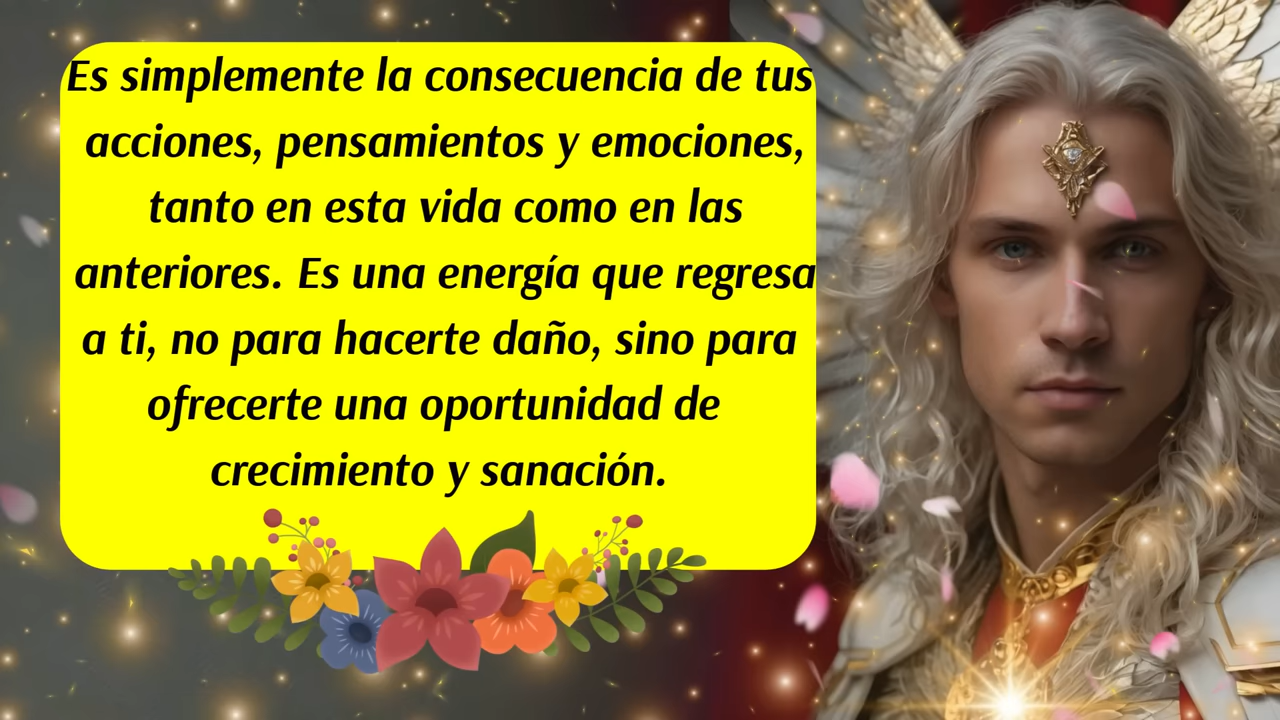 Es simplemente la consecuencia de tus
acciones, pensamientos y emociones,
tanto en esta vida como en las
anteriores. Es una energía que regresa
a ti, no para hacerte daño, sino para
ofrecerte una oportunidad de
crecimiento y sanación.